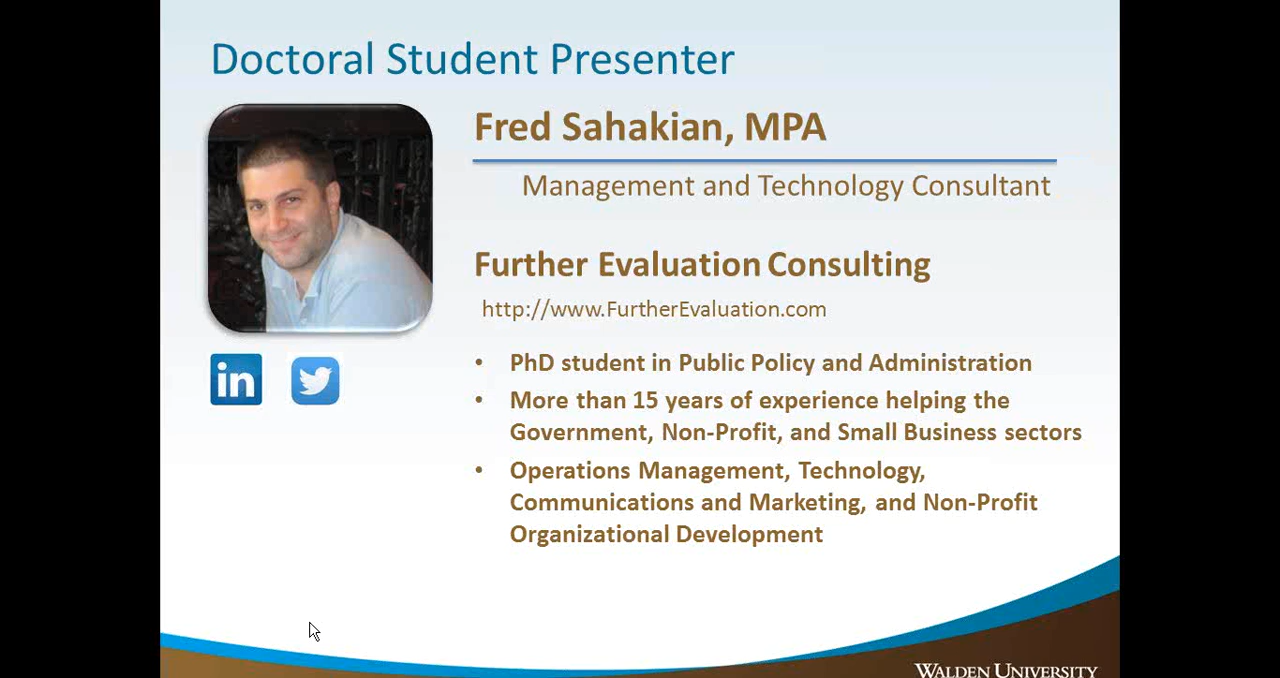 Doctoral Student Presenter
Fred Sahakian, MPA
Management and Technology Consultant
Further Evaluation Consulting
http://www.FurtherEvaluation.com
in
• PhD student in Public Policy and Administration
• More than 15 years of experience helping the
Government, Non-Profit, and Small Business sectors
• Operations Management, Technology,
Communications and Marketing, and Non-Profit
Organizational Development
WALDEN UNIVERSITY